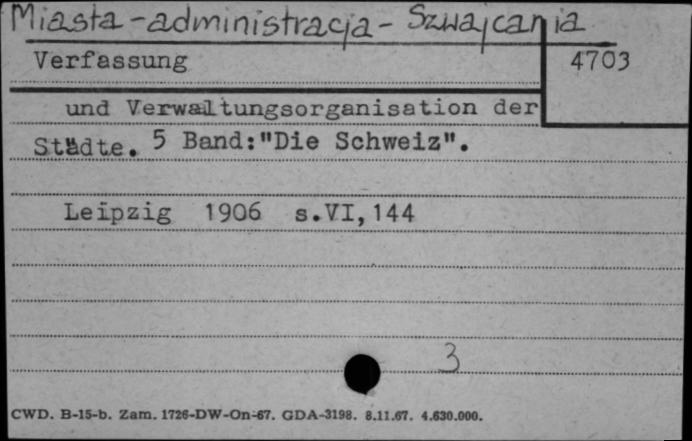 Miasta - administracja - Szwajcaria
Verfassung
4703
und Verwaltungsorganisation der
Städte. 5 Band:"Die Schweiz".
Leipzig 1906 s.VI,144
3
CWD. B-15-b. Zam. 1726-DW-On-67. GDA-3198. 8.11.67. 4.630.000.